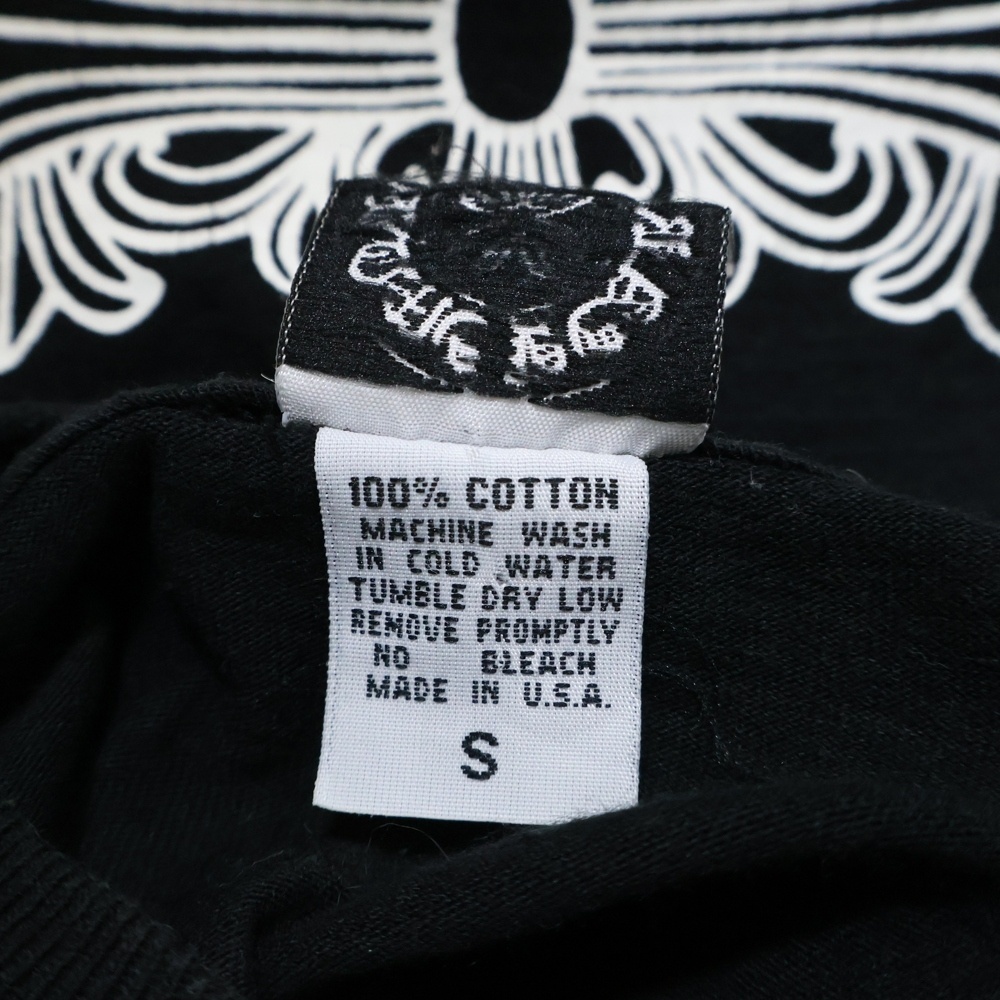 100% COTTON
MACHINE WASH
IN COLD WATER
TUMBLE DRY LOW
REMOVE PROMPTLY
NO BLEACH
MADE IN U.S.A.
S